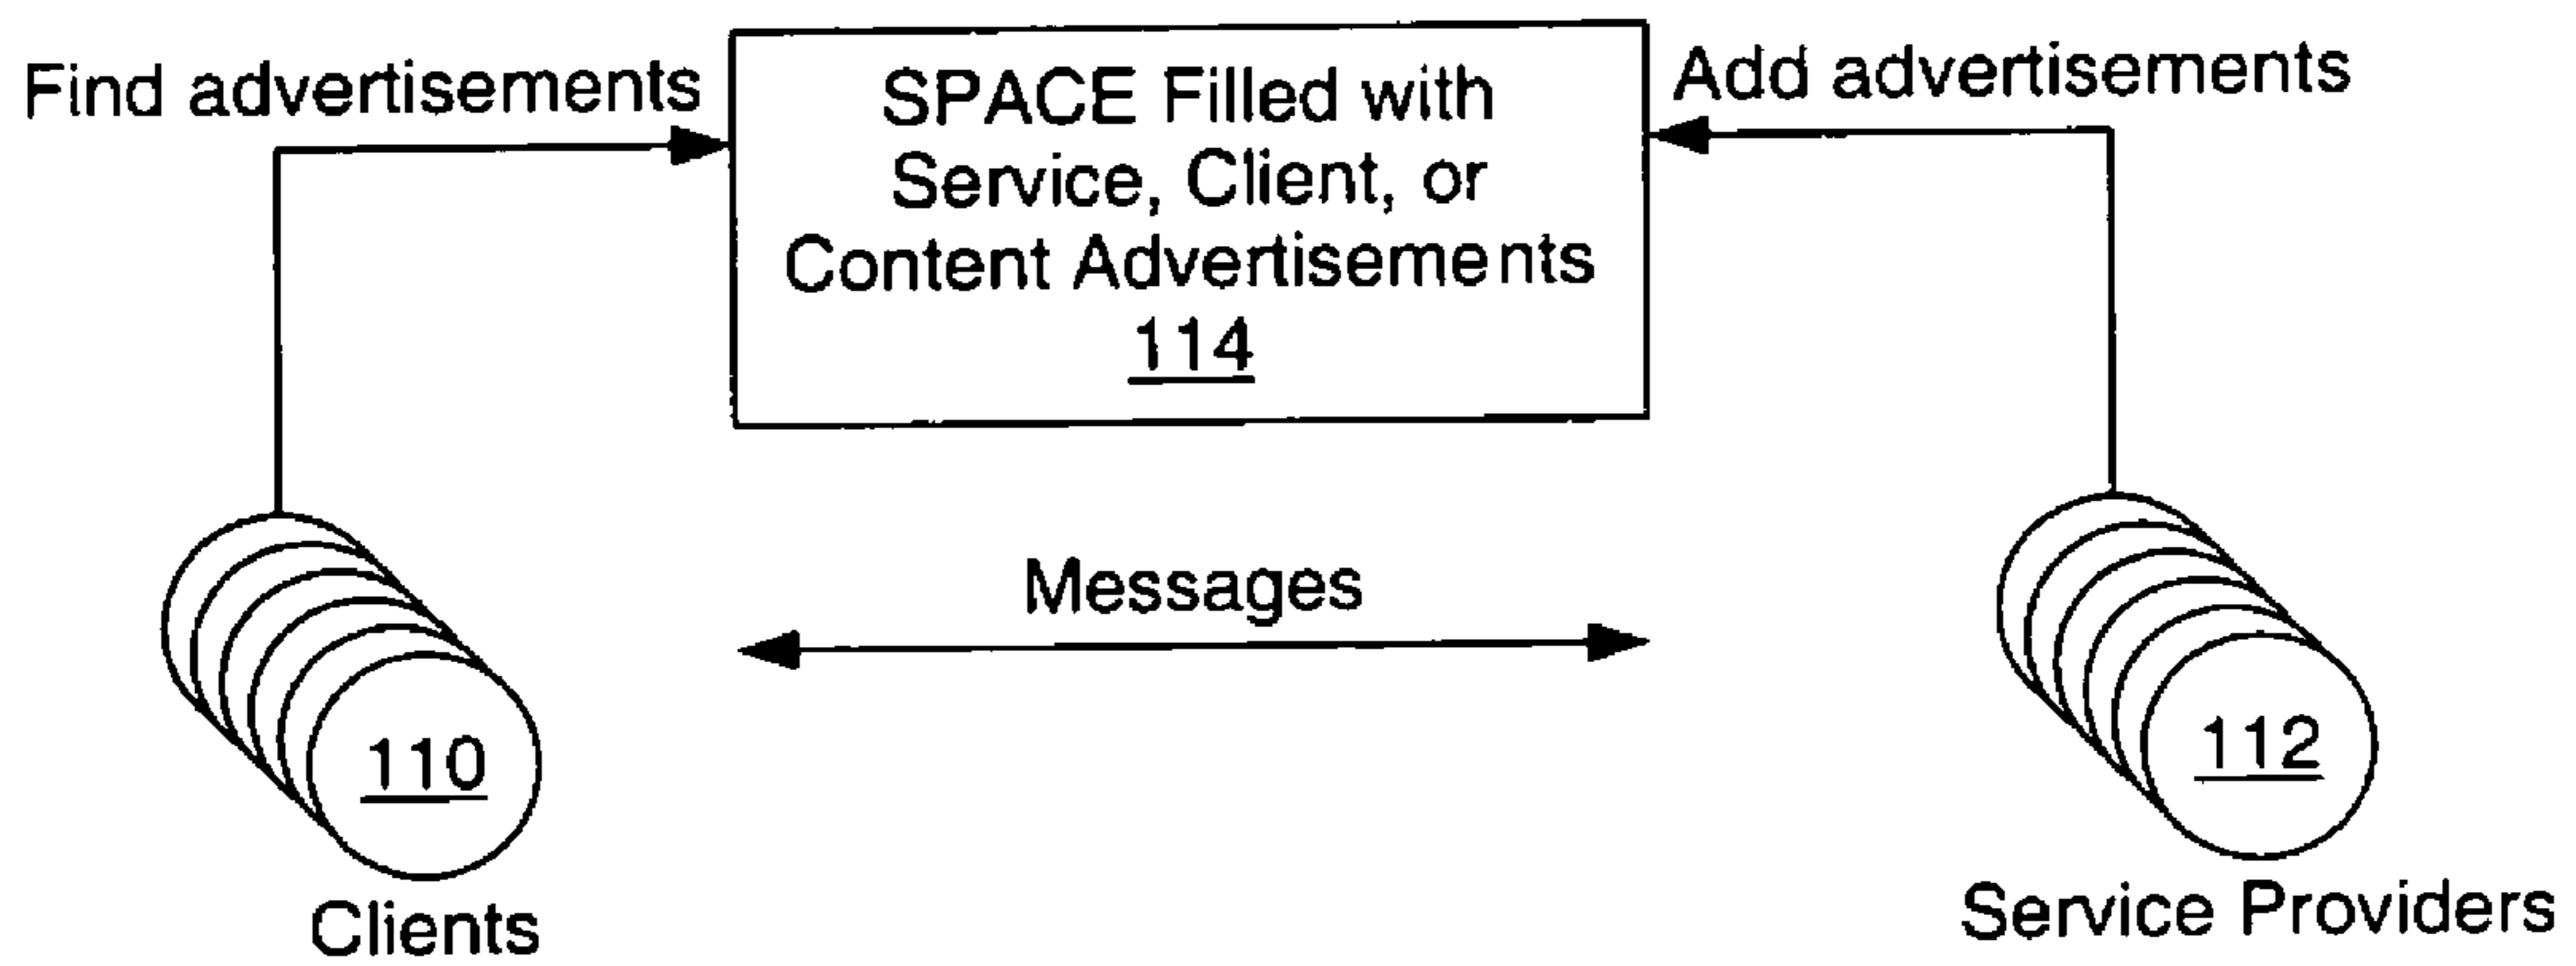 Find advertisements
SPACE Filled with
Service, Client, or
Content Advertisements
114
Add advertisements
Messages
110
Clients
112
Service Providers